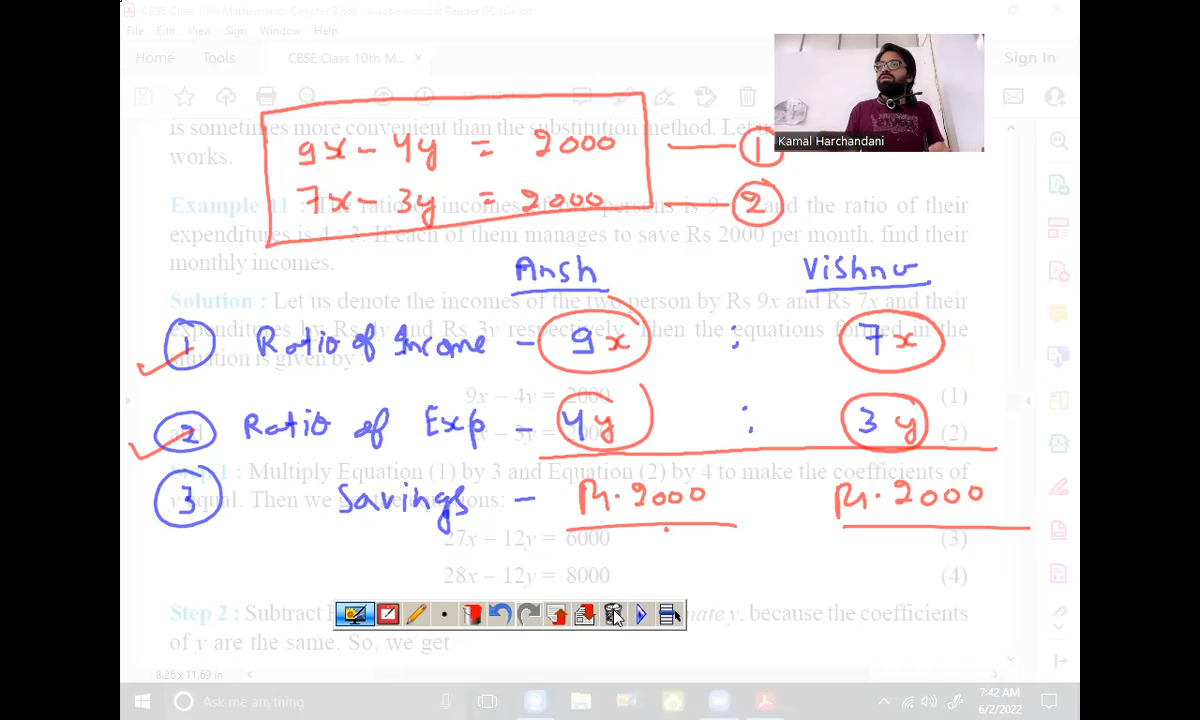 CBSE Class 10th Mathematics Chapter 3.pdf - Adobe Acrobat Reader DC (64-bit)
File Edit View Sign Window Help
Home Tools CBSE Class 10th M... × Sign In
is sometimes more convenient than the substitution method. Let
works.
9x - 4y = 2000 — 1
Kamal Harchandani
7x - 3y = 2000 — 2
Example 11 : The ratio of incomes of two persons is 9 and the ratio of their
expenditures is 4 : 3. If each of them manages to save Rs 2000 per month, find their
monthly incomes.
Ansh Vishnu
Solution : Let us denote the incomes of the two person by Rs 9x and Rs 7x and their
expenditures by Rs 4y and Rs 3y respectively. Then the equations formed in the
situation is given by :
1 Ratio of Income - 9x : 7x
9x – 4y = 2000 (1)
2 Ratio of Exp - 4y : 3y
and (2)
Step 1 : Multiply Equation (1) by 3 and Equation (2) by 4 to make the coefficients of
y equal. Then we get the equations:
3 Savings - Rs. 2000 Rs. 2000
27x – 12y = 6000 (3)
28x – 12y = 8000 (4)
Step 2 : Subtract eliminate y, because the coefficients
of y are the same. So, we get
8.26 x 11.69 in
Ask me anything
7:42 AM
6/2/2022